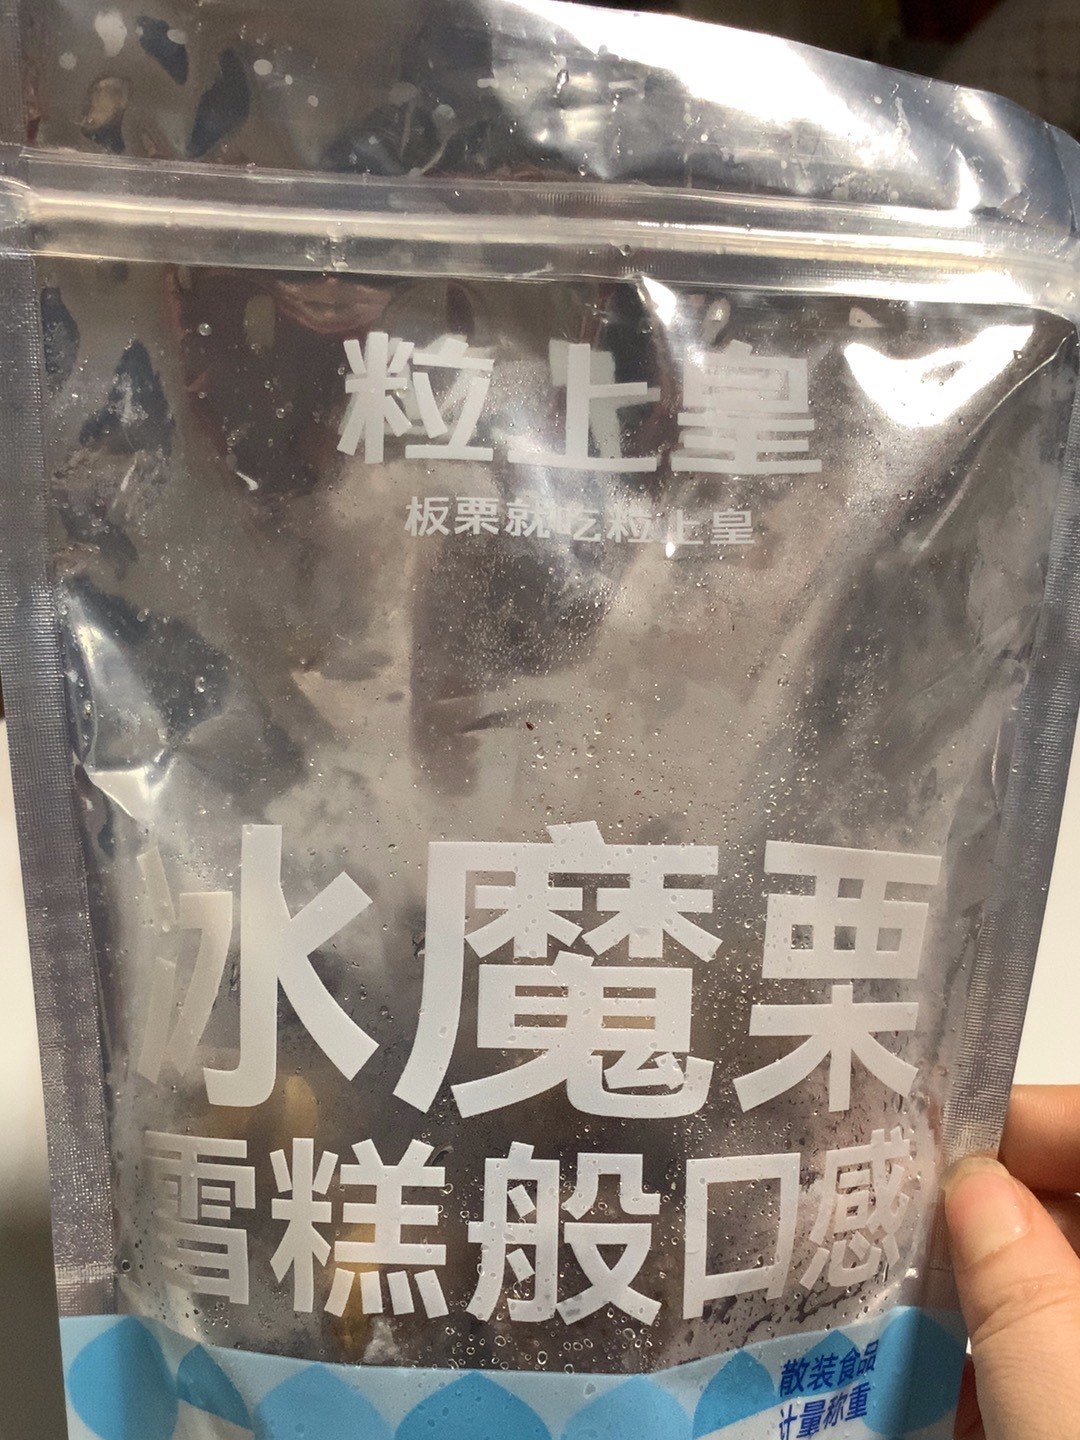 粒上皇
板栗就吃粒上皇
冰魔栗
雪糕般口感
散装食品
计量称重